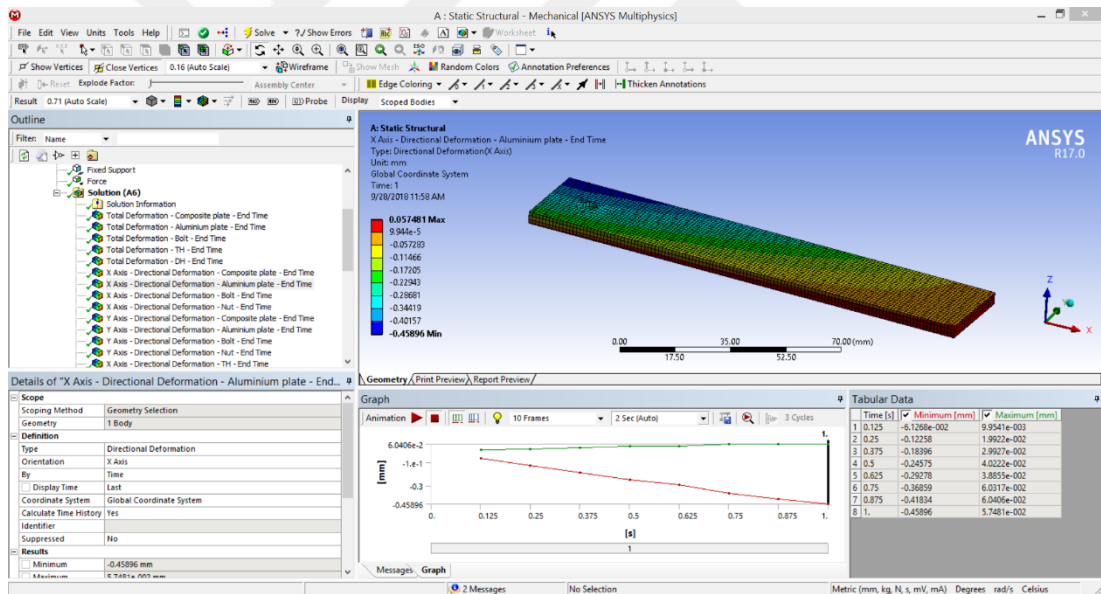 A : Static Structural - Mechanical [ANSYS Multiphysics]
File Edit View Units Tools Help Solve ?/ Show Errors Worksheet
Show Vertices Close Vertices 0.16 (Auto Scale) Wireframe Show Mesh Random Colors Annotation Preferences
Reset Explode Factor: Assembly Center Edge Coloring Thicken Annotations
Result 0.71 (Auto Scale) Probe Display Scoped Bodies
Outline
Filter: Name
Fixed Support
Force
Solution (A6)
Solution Information
Total Deformation - Composite plate - End Time
Total Deformation - Aluminium plate - End Time
Total Deformation - Bolt - End Time
Total Deformation - TH - End Time
Total Deformation - DH - End Time
X Axis - Directional Deformation - Composite plate - End Time
X Axis - Directional Deformation - Aluminium plate - End Time
X Axis - Directional Deformation - Bolt - End Time
X Axis - Directional Deformation - Nut - End Time
Y Axis - Directional Deformation - Composite plate - End Time
Y Axis - Directional Deformation - Aluminium plate - End Time
Y Axis - Directional Deformation - Bolt - End Time
Y Axis - Directional Deformation - Nut - End Time
X Axis - Directional Deformation - TH - End Time
A: Static Structural
X Axis - Directional Deformation - Aluminium plate - End Time
Type: Directional Deformation(X Axis)
Unit: mm
Global Coordinate System
Time: 1
9/28/2018 11:58 AM
0.057481 Max
9.944e-5
-0.057283
-0.11466
-0.17205
-0.22943
-0.28681
-0.34419
-0.40157
-0.45896 Min
ANSYS
R17.0
Z
X
0.00 35.00 70.00 (mm)
17.50 52.50
Geometry Print Preview Report Preview
Details of "X Axis - Directional Deformation - Aluminium plate - End...
Scope
Scoping Method Geometry Selection
Geometry 1 Body
Definition
Type Directional Deformation
Orientation X Axis
By Time
Display Time Last
Coordinate System Global Coordinate System
Calculate Time History Yes
Identifier
Suppressed No
Results
Minimum -0.45896 mm
Maximum 5.7481e-002 mm
Graph
Animation 10 Frames 2 Sec (Auto) 3 Cycles
1.
6.0406e-2
-1.e-1
-0.3
-0.45896
[mm]
0. 0.125 0.25 0.375 0.5 0.625 0.75 0.875 1.
[s]
1
Messages Graph
Tabular Data
Time [s] Minimum [mm] Maximum [mm]
1 0.125 -6.1268e-002 9.9541e-003
2 0.25 -0.12258 1.9922e-002
3 0.375 -0.18396 2.9927e-002
4 0.5 -0.24575 4.0222e-002
5 0.625 -0.29278 3.8855e-002
6 0.75 -0.36859 6.0317e-002
7 0.875 -0.41834 6.0406e-002
8 1. -0.45896 5.7481e-002
2 Messages No Selection Metric (mm, kg, N, s, mV, mA) Degrees rad/s Celsius